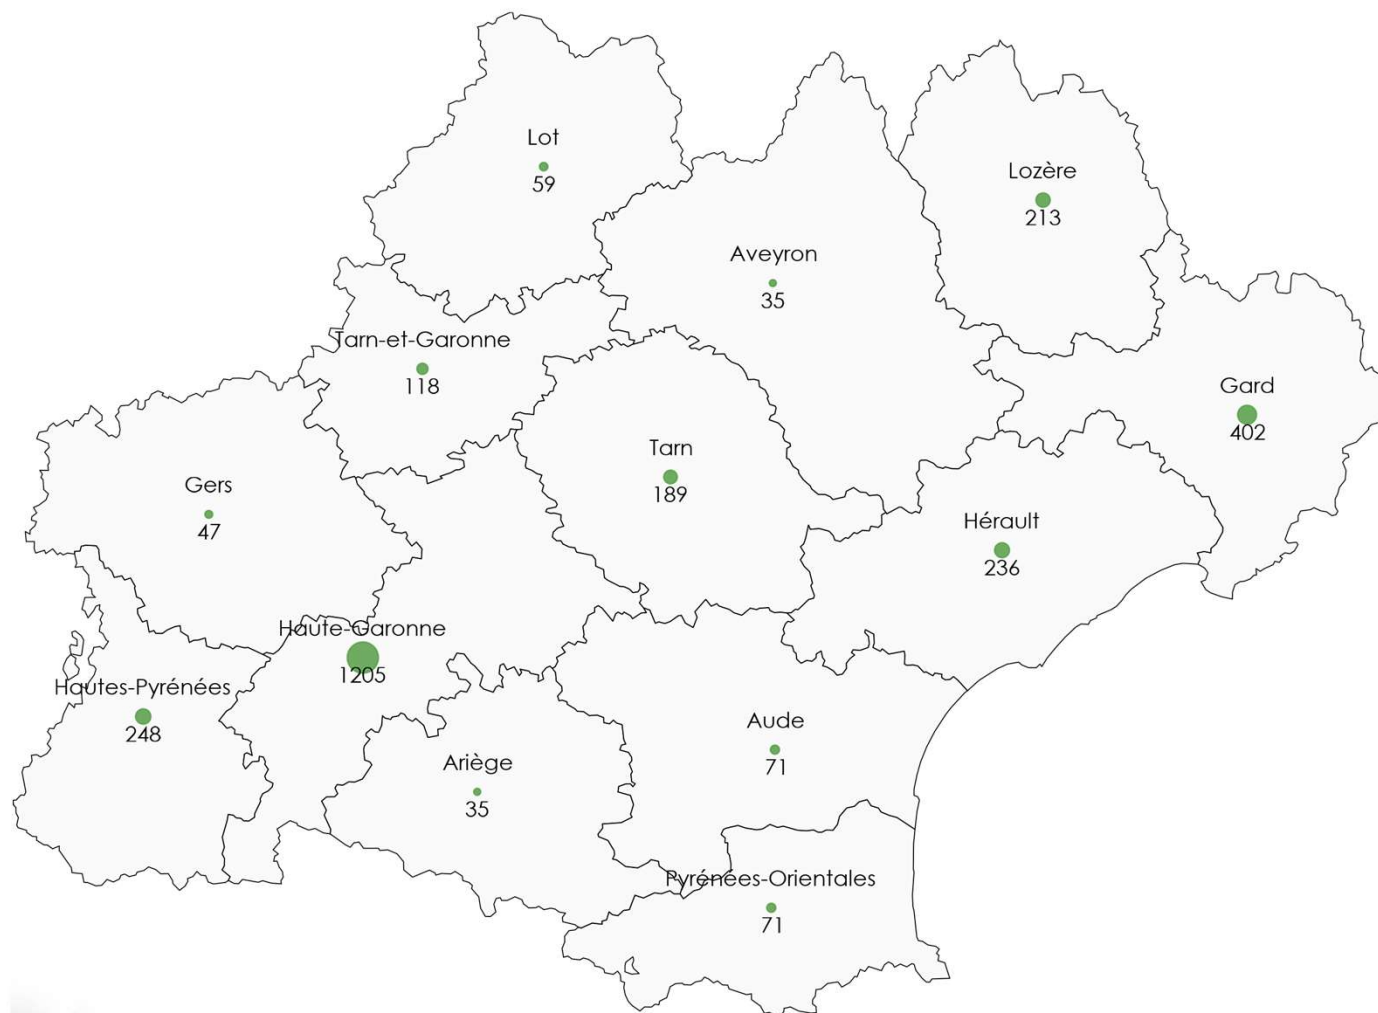 Lot
59
Lozère
213
Aveyron
35
Tarn-et-Garonne
118
Gard
402
Tarn
189
Gers
47
Hérault
236
Haute-Garonne
1205
Hautes-Pyrénées
248
Aude
71
Ariège
35
Pyrénées-Orientales
71